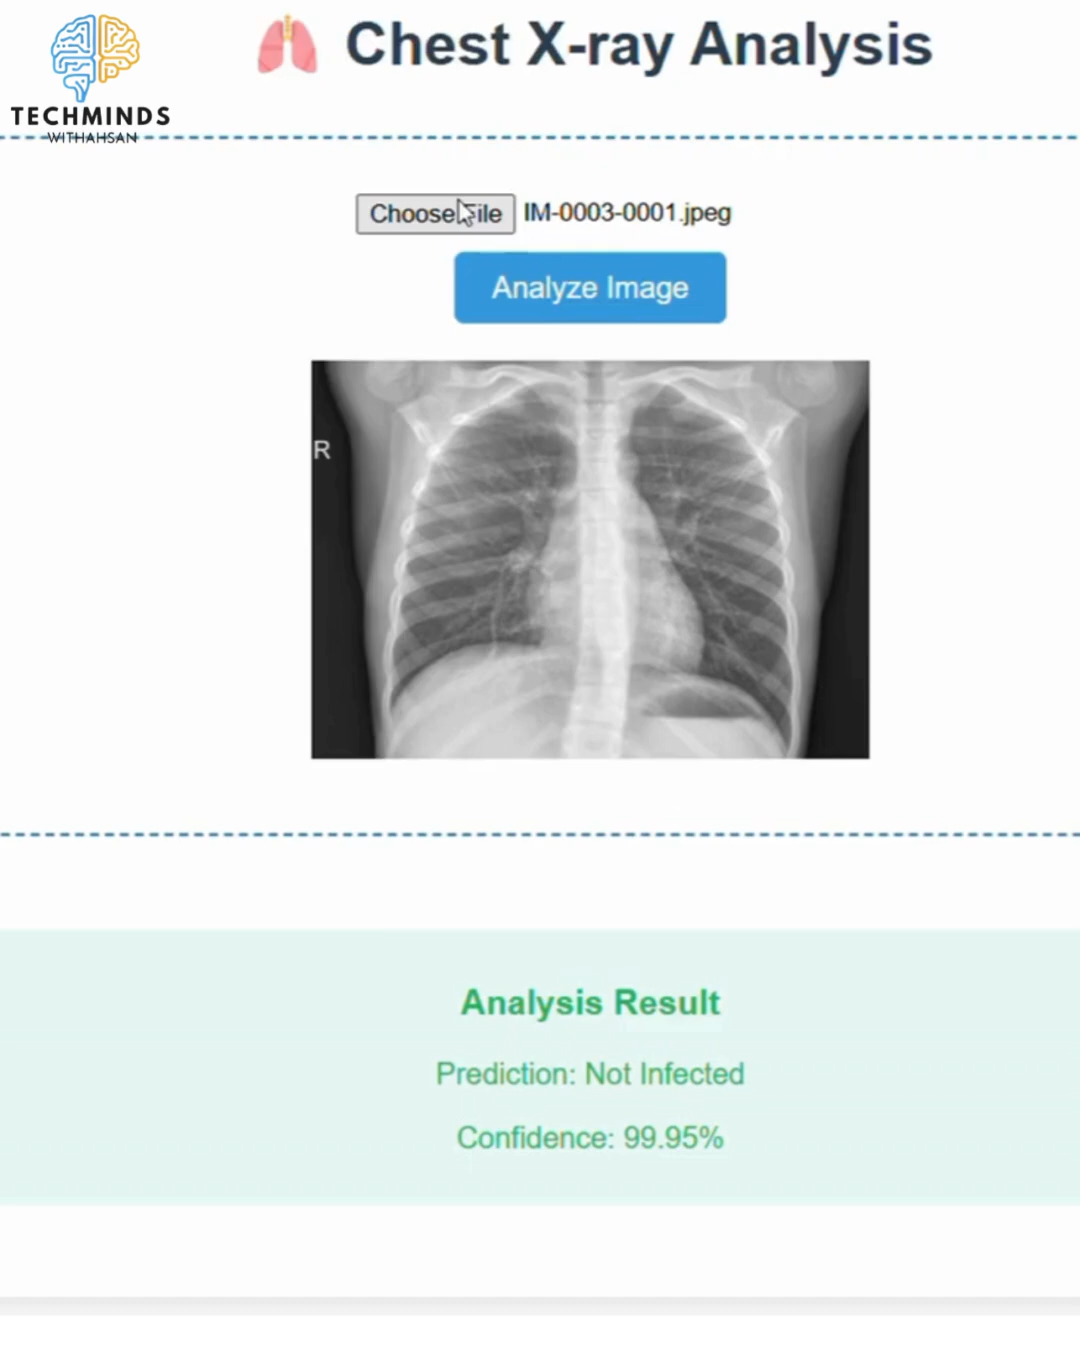 Chest X-ray Analysis
TECHMINDS
WITHAHSAN
Choose File IM-0003-0001.jpeg
Analyze Image
R
Analysis Result
Prediction: Not Infected
Confidence: 99.95%